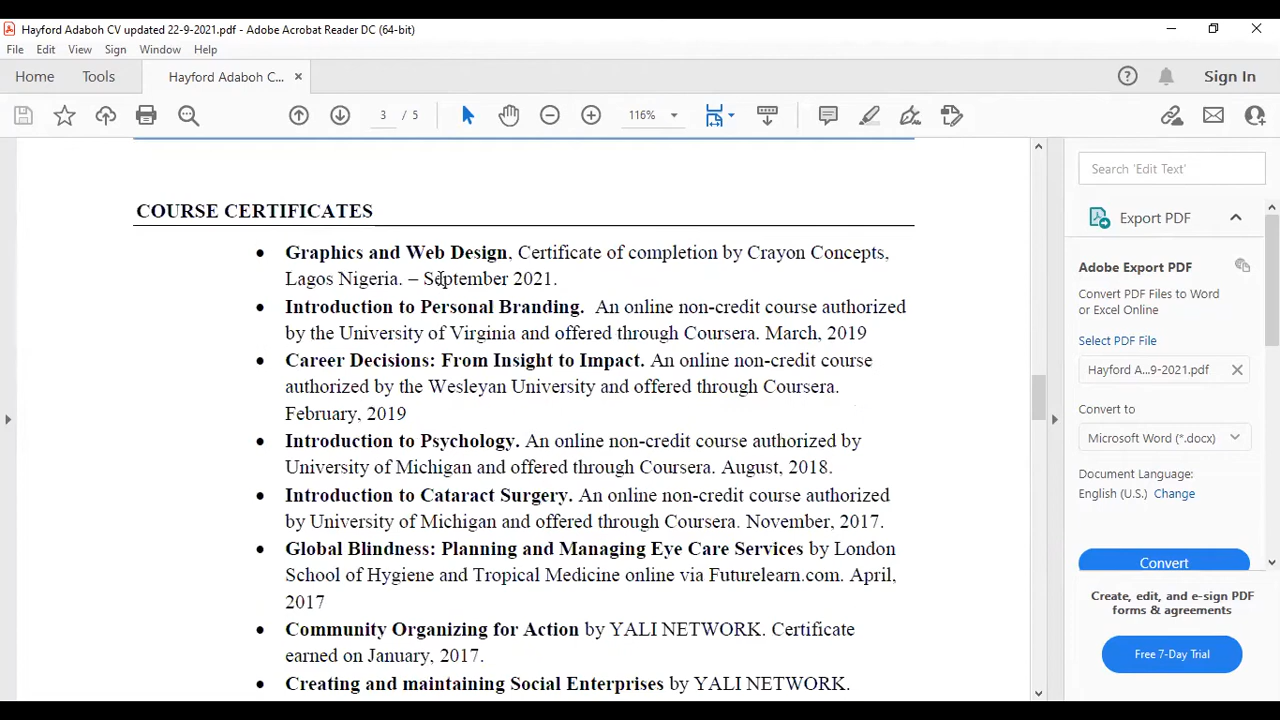 Hayford Adaboh CV updated 22-9-2021.pdf - Adobe Acrobat Reader DC (64-bit)
File Edit View Sign Window Help
Home Tools Hayford Adaboh C... × Sign In
3 / 5 116%
Search 'Edit Text'
COURSE CERTIFICATES
• Graphics and Web Design, Certificate of completion by Crayon Concepts,
Lagos Nigeria. – September 2021.
• Introduction to Personal Branding. An online non-credit course authorized
by the University of Virginia and offered through Coursera. March, 2019
• Career Decisions: From Insight to Impact. An online non-credit course
authorized by the Wesleyan University and offered through Coursera.
February, 2019
• Introduction to Psychology. An online non-credit course authorized by
University of Michigan and offered through Coursera. August, 2018.
• Introduction to Cataract Surgery. An online non-credit course authorized
by University of Michigan and offered through Coursera. November, 2017.
• Global Blindness: Planning and Managing Eye Care Services by London
School of Hygiene and Tropical Medicine online via Futurelearn.com. April,
2017
• Community Organizing for Action by YALI NETWORK. Certificate
earned on January, 2017.
• Creating and maintaining Social Enterprises by YALI NETWORK.
Export PDF
Adobe Export PDF
Convert PDF Files to Word
or Excel Online
Select PDF File
Hayford A...9-2021.pdf
Convert to
Microsoft Word (*.docx)
Document Language:
English (U.S.) Change
Convert
Create, edit, and e-sign PDF
forms & agreements
Free 7-Day Trial